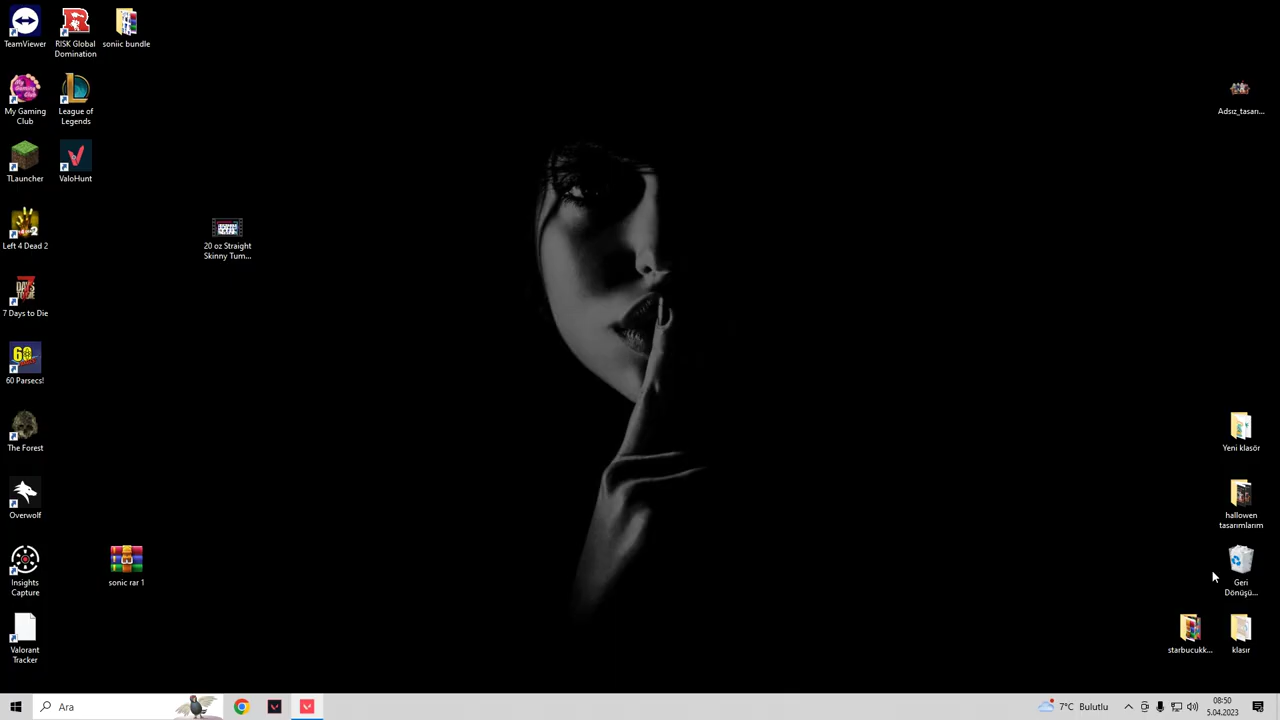 TeamViewer
RISK Global
Domination
soniic bundle
My Gaming
Club
League of
Legends
Adsız_tasarı...
TLauncher
ValoHunt
Left 4 Dead 2
20 oz Straight
Skinny Tum...
7 Days to Die
60 Parsecs!
The Forest
Yeni klasör
Overwolf
hallowen
tasarımlarım
Insights
Capture
sonic rar 1
Geri
Dönüşü...
Valorant
Tracker
starbucukk...
klasır
Ara
7°C Bulutlu
08:50
5.04.2023